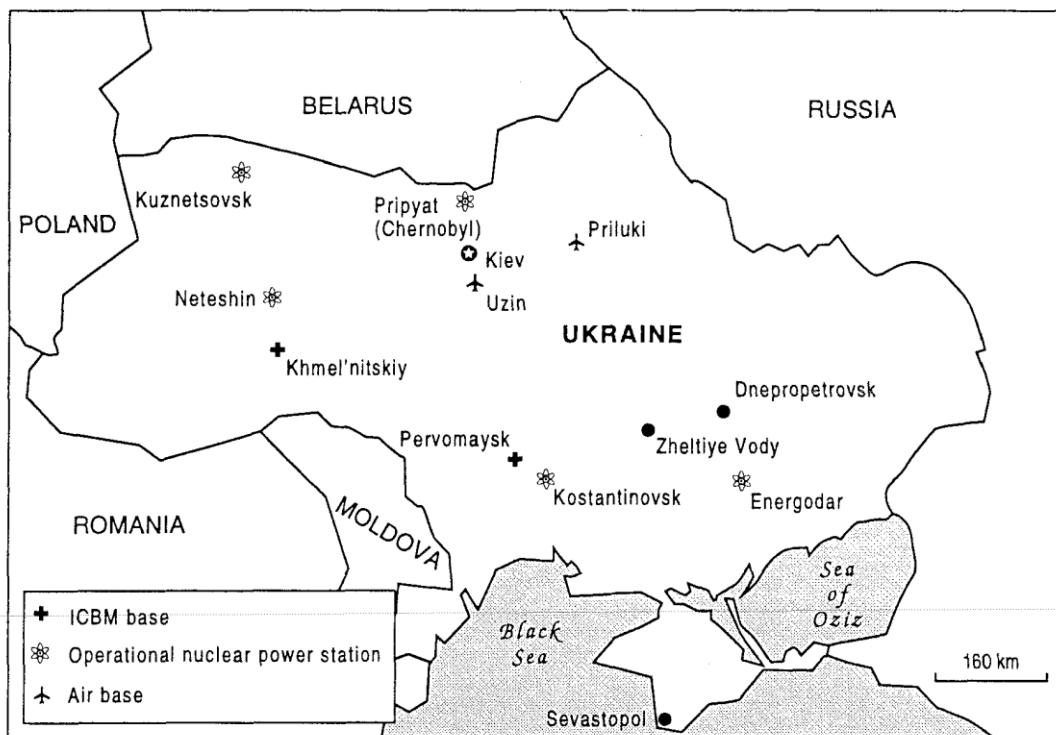 BELARUS
RUSSIA
Kuznetsovsk
POLAND
Pripyat
(Chernobyl)
Priluki
Kiev
Neteshin
Uzin
UKRAINE
Khmel'nitskiy
Dnepropetrovsk
Pervomaysk
Zheltiye Vody
Kostantinovsk
Energodar
ROMANIA
MOLDOVA
Sea
of
Oziz
ICBM base
Black
Sea
Operational nuclear power station
160 km
Air base
Sevastopol